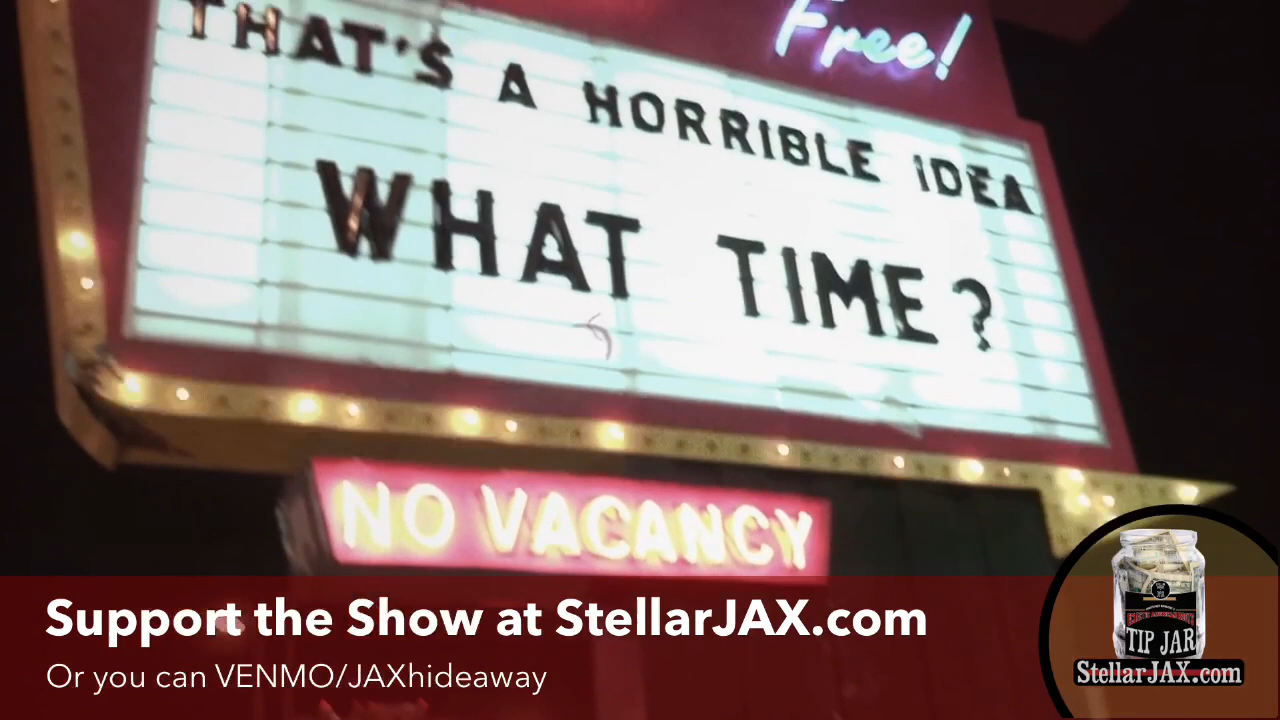 Free!
THAT'S A HORRIBLE IDEA
WHAT TIME?
NO VACANCY
Support the Show at StellarJAX.com
Or you can VENMO/JAXhideaway
TIP JAR
StellarJAX.com